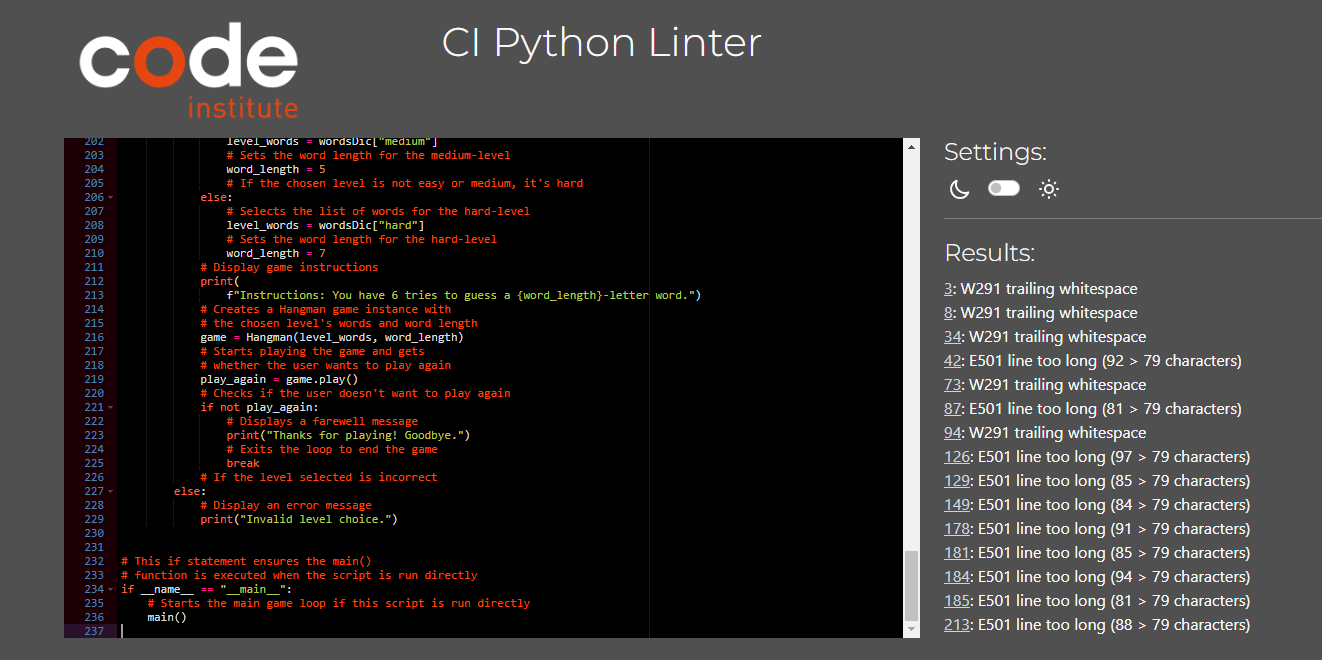 code
institute
CI Python Linter
202 level_words = wordsDic["medium"]
203 # Sets the word length for the medium-level
204 word_length = 5
205 # If the chosen level is not easy or medium, it's hard
206 else:
207 # Selects the list of words for the hard-level
208 level_words = wordsDic["hard"]
209 # Sets the word length for the hard-level
210 word_length = 7
211 # Display game instructions
212 print(
213 f"Instructions: You have 6 tries to guess a {word_length}-letter word.")
214 # Creates a Hangman game instance with
215 # the chosen level's words and word length
216 game = Hangman(level_words, word_length)
217 # Starts playing the game and gets
218 # whether the user wants to play again
219 play_again = game.play()
220 # Checks if the user doesn't want to play again
221 if not play_again:
222 # Displays a farewell message
223 print("Thanks for playing! Goodbye.")
224 # Exits the loop to end the game
225 break
226 # If the level selected is incorrect
227 else:
228 # Display an error message
229 print("Invalid level choice.")
230
231
232 # This if statement ensures the main()
233 # function is executed when the script is run directly
234 if __name__ == "__main__":
235 # Starts the main game loop if this script is run directly
236 main()
237
Settings:
Results:
3: W291 trailing whitespace
8: W291 trailing whitespace
34: W291 trailing whitespace
42: E501 line too long (92 > 79 characters)
73: W291 trailing whitespace
87: E501 line too long (81 > 79 characters)
94: W291 trailing whitespace
126: E501 line too long (97 > 79 characters)
129: E501 line too long (85 > 79 characters)
149: E501 line too long (84 > 79 characters)
178: E501 line too long (91 > 79 characters)
181: E501 line too long (85 > 79 characters)
184: E501 line too long (94 > 79 characters)
185: E501 line too long (81 > 79 characters)
213: E501 line too long (88 > 79 characters)